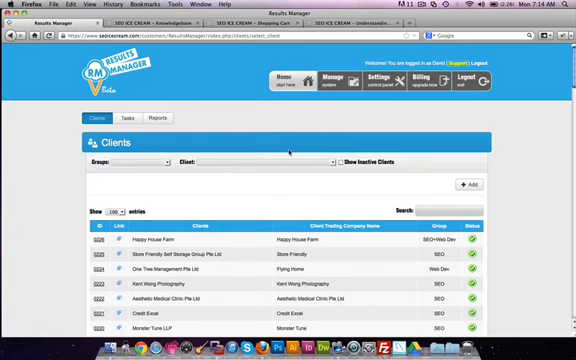 Firefox File Edit View History Bookmarks Tools Window Help
(2:26) Mon 7:14 AM
Results Manager
Results Manager
SEO ICE CREAM – Knowledgebase
SEO ICE CREAM – Shopping Cart
SEO ICE CREAM – Understandin...
www.seoicecream.com/customers/ResultsManager/index.php/clients/select_client
Google
RM RESULTS MANAGER
Beta
Welcome! You are logged in as David | Support | Logout
Home Manage Settings Billing Logout
start here system control panel upgrade now exit
Clients Tasks Reports
Clients
Groups: Client: Show Inactive Clients
+ Add
Show 100 entries Search:
ID Link Clients Client Trading Company Name Group Status
0226 Happy House Farm Happy House Farm SEO+Web Dev
0225 Store Friendly Self Storage Group Pte Ltd Store Friendly SEO
0224 One Tree Management Pte Ltd Flying Home Web Dev
0223 Kent Wong Photography Kent Wong Photography SEO
0222 Aesthetic Medical Clinic Pte Ltd Aesthetic Medical Clinic Pte Ltd SEO
0221 Credit Excel Credit Excel SEO
0220 Monster Tune LLP Monster Tune SEO